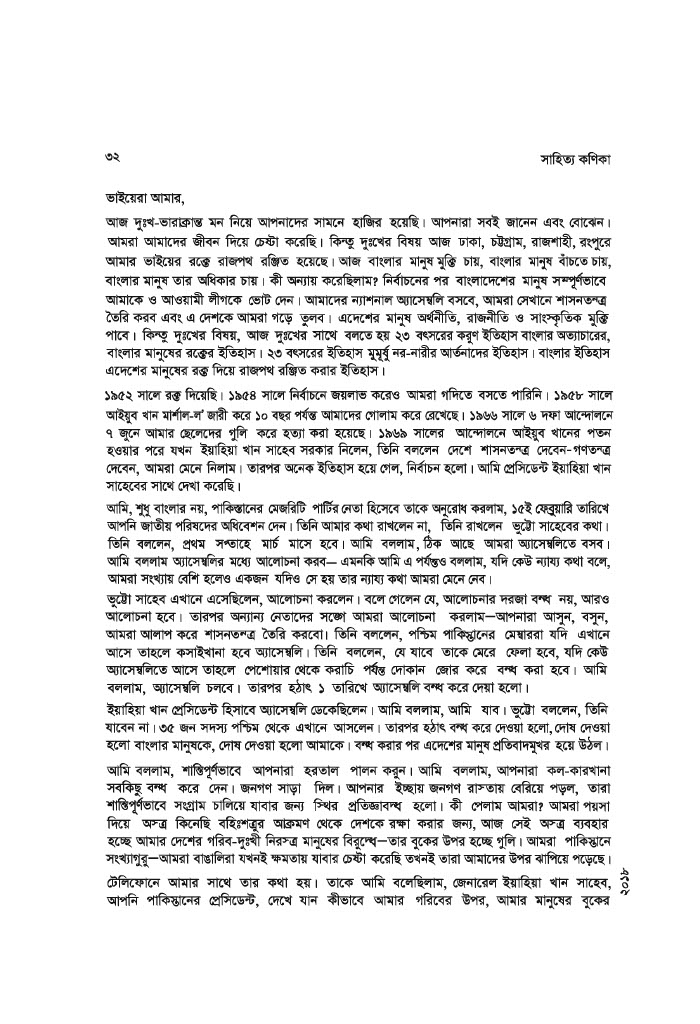 ৩২
সাহিত্য কণিকা
ভাইয়েরা আমার,
আজ দুঃখ-ভারাক্রান্ত মন নিয়ে আপনাদের সামনে হাজির হয়েছি। আপনারা সবই জানেন এবং বোঝেন।
আমরা আমাদের জীবন দিয়ে চেষ্টা করেছি। কিন্তু দুঃখের বিষয় আজ ঢাকা, চট্টগ্রাম, রাজশাহী, রংপুরে
আমার ভাইয়ের রক্তে রাজপথ রঞ্জিত হয়েছে। আজ বাংলার মানুষ মুক্তি চায়, বাংলার মানুষ বাঁচতে চায়,
বাংলার মানুষ তার অধিকার চায়। কী অন্যায় করেছিলাম? নির্বাচনের পর বাংলাদেশের মানুষ সম্পূর্ণভাবে
আমাকে ও আওয়ামী লীগকে ভোট দেন। আমাদের ন্যাশনাল অ্যাসেম্বলি বসবে, আমরা সেখানে শাসনতন্ত্র
তৈরি করব এবং এ দেশকে আমরা গড়ে তুলব। এদেশের মানুষ অর্থনীতি, রাজনীতি ও সাংস্কৃতিক মুক্তি
পাবে। কিন্তু দুঃখের বিষয়, আজ দুঃখের সাথে বলতে হয় ২৩ বৎসরের করুণ ইতিহাস বাংলার অত্যাচারের,
বাংলার মানুষের রক্তের ইতিহাস। ২৩ বৎসরের ইতিহাস মুমূর্ষু নর-নারীর আর্তনাদের ইতিহাস। বাংলার ইতিহাস
এদেশের মানুষের রক্ত দিয়ে রাজপথ রঞ্জিত করার ইতিহাস।
১৯৫২ সালে রক্ত দিয়েছি। ১৯৫৪ সালে নির্বাচনে জয়লাভ করেও আমরা গদিতে বসতে পারিনি। ১৯৫৮ সালে
আইয়ুব খান মার্শাল-ল' জারী করে ১০ বছর পর্যন্ত আমাদের গোলাম করে রেখেছে। ১৯৬৬ সালে ৬ দফা আন্দোলনে
৭ জুনে আমার ছেলেদের গুলি করে হত্যা করা হয়েছে। ১৯৬৯ সালের আন্দোলনে আইয়ুব খানের পতন
হওয়ার পরে যখন ইয়াহিয়া খান সাহেব সরকার নিলেন, তিনি বললেন দেশে শাসনতন্ত্র দেবেন-গণতন্ত্র
দেবেন, আমরা মেনে নিলাম। তারপর অনেক ইতিহাস হয়ে গেল, নির্বাচন হলো। আমি প্রেসিডেন্ট ইয়াহিয়া খান
সাহেবের সাথে দেখা করেছি।
আমি, শুধু বাংলার নয়, পাকিস্তানের মেজরিটি পার্টির নেতা হিসেবে তাকে অনুরোধ করলাম, ১৫ই ফেব্রুয়ারি তারিখে
আপনি জাতীয় পরিষদের অধিবেশন দেন। তিনি আমার কথা রাখলেন না, তিনি রাখলেন ভুট্টো সাহেবের কথা।
তিনি বললেন, প্রথম সপ্তাহে মার্চ মাসে হবে। আমি বললাম, ঠিক আছে আমরা অ্যাসেম্বলিতে বসব।
আমি বললাম অ্যাসেম্বলির মধ্যে আলোচনা করব— এমনকি আমি এ পর্যন্তও বললাম, যদি কেউ ন্যায্য কথা বলে,
আমরা সংখ্যায় বেশি হলেও একজন যদিও সে হয় তার ন্যায্য কথা আমরা মেনে নেব।
ভুট্টো সাহেব এখানে এসেছিলেন, আলোচনা করলেন। বলে গেলেন যে, আলোচনার দরজা বন্ধ নয়, আরও
আলোচনা হবে। তারপর অন্যান্য নেতাদের সঙ্গে আমরা আলোচনা করলাম—আপনারা আসুন, বসুন,
আমরা আলাপ করে শাসনতন্ত্র তৈরি করবো। তিনি বললেন, পশ্চিম পাকিস্তানের মেম্বাররা যদি এখানে
আসে তাহলে কসাইখানা হবে অ্যাসেম্বলি। তিনি বললেন, যে যাবে তাকে মেরে ফেলা হবে, যদি কেউ
অ্যাসেম্বলিতে আসে তাহলে পেশোয়ার থেকে করাচি পর্যন্ত দোকান জোর করে বন্ধ করা হবে। আমি
বললাম, অ্যাসেম্বলি চলবে। তারপর হঠাৎ ১ তারিখে অ্যাসেম্বলি বন্ধ করে দেয়া হলো।
ইয়াহিয়া খান প্রেসিডেন্ট হিসাবে অ্যাসেম্বলি ডেকেছিলেন। আমি বললাম, আমি যাব। ভুট্টো বললেন, তিনি
যাবেন না। ৩৫ জন সদস্য পশ্চিম থেকে এখানে আসলেন। তারপর হঠাৎ বন্ধ করে দেওয়া হলো, দোষ দেওয়া
হলো বাংলার মানুষকে, দোষ দেওয়া হলো আমাকে। বন্ধ করার পর এদেশের মানুষ প্রতিবাদমুখর হয়ে উঠল।
আমি বললাম, শান্তিপূর্ণভাবে আপনারা হরতাল পালন করুন। আমি বললাম, আপনারা কল-কারখানা
সবকিছু বন্ধ করে দেন। জনগণ সাড়া দিল। আপনার ইচ্ছায় জনগণ রাস্তায় বেরিয়ে পড়ল, তারা
শান্তিপূর্ণভাবে সংগ্রাম চালিয়ে যাবার জন্য স্থির প্রতিজ্ঞাবন্ধ হলো। কী পেলাম আমরা? আমরা পয়সা
দিয়ে অস্ত্র কিনেছি বহিঃশত্রুর আক্রমণ থেকে দেশকে রক্ষা করার জন্য, আজ সেই অস্ত্র ব্যবহার
হচ্ছে আমার দেশের গরিব-দুঃখী নিরস্ত্র মানুষের বিরুদ্ধে—তার বুকের উপর হচ্ছে গুলি। আমরা পাকিস্তানে
সংখ্যাগুরু—আমরা বাঙালিরা যখনই ক্ষমতায় যাবার চেষ্টা করেছি তখনই তারা আমাদের উপর ঝাপিয়ে পড়েছে।
টেলিফোনে আমার সাথে তার কথা হয়। তাকে আমি বলেছিলাম, জেনারেল ইয়াহিয়া খান সাহেব,
আপনি পাকিস্তানের প্রেসিডেন্ট, দেখে যান কীভাবে আমার গরিবের উপর, আমার মানুষের বুকের
২০১৮